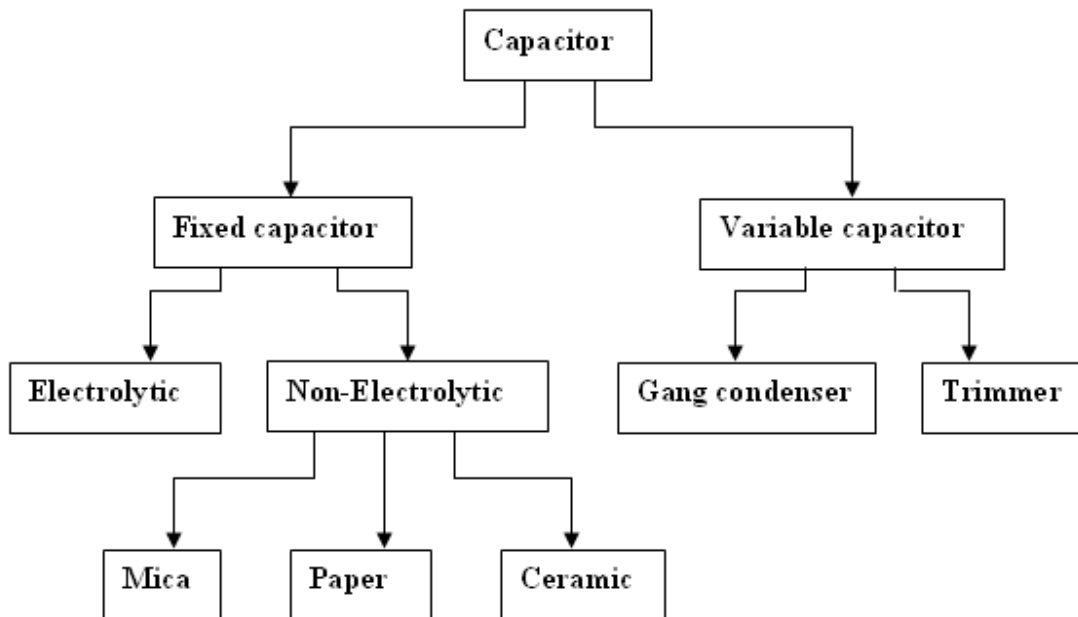 Capacitor
Fixed capacitor
Variable capacitor
Electrolytic
Non-Electrolytic
Gang condenser
Trimmer
Mica
Paper
Ceramic